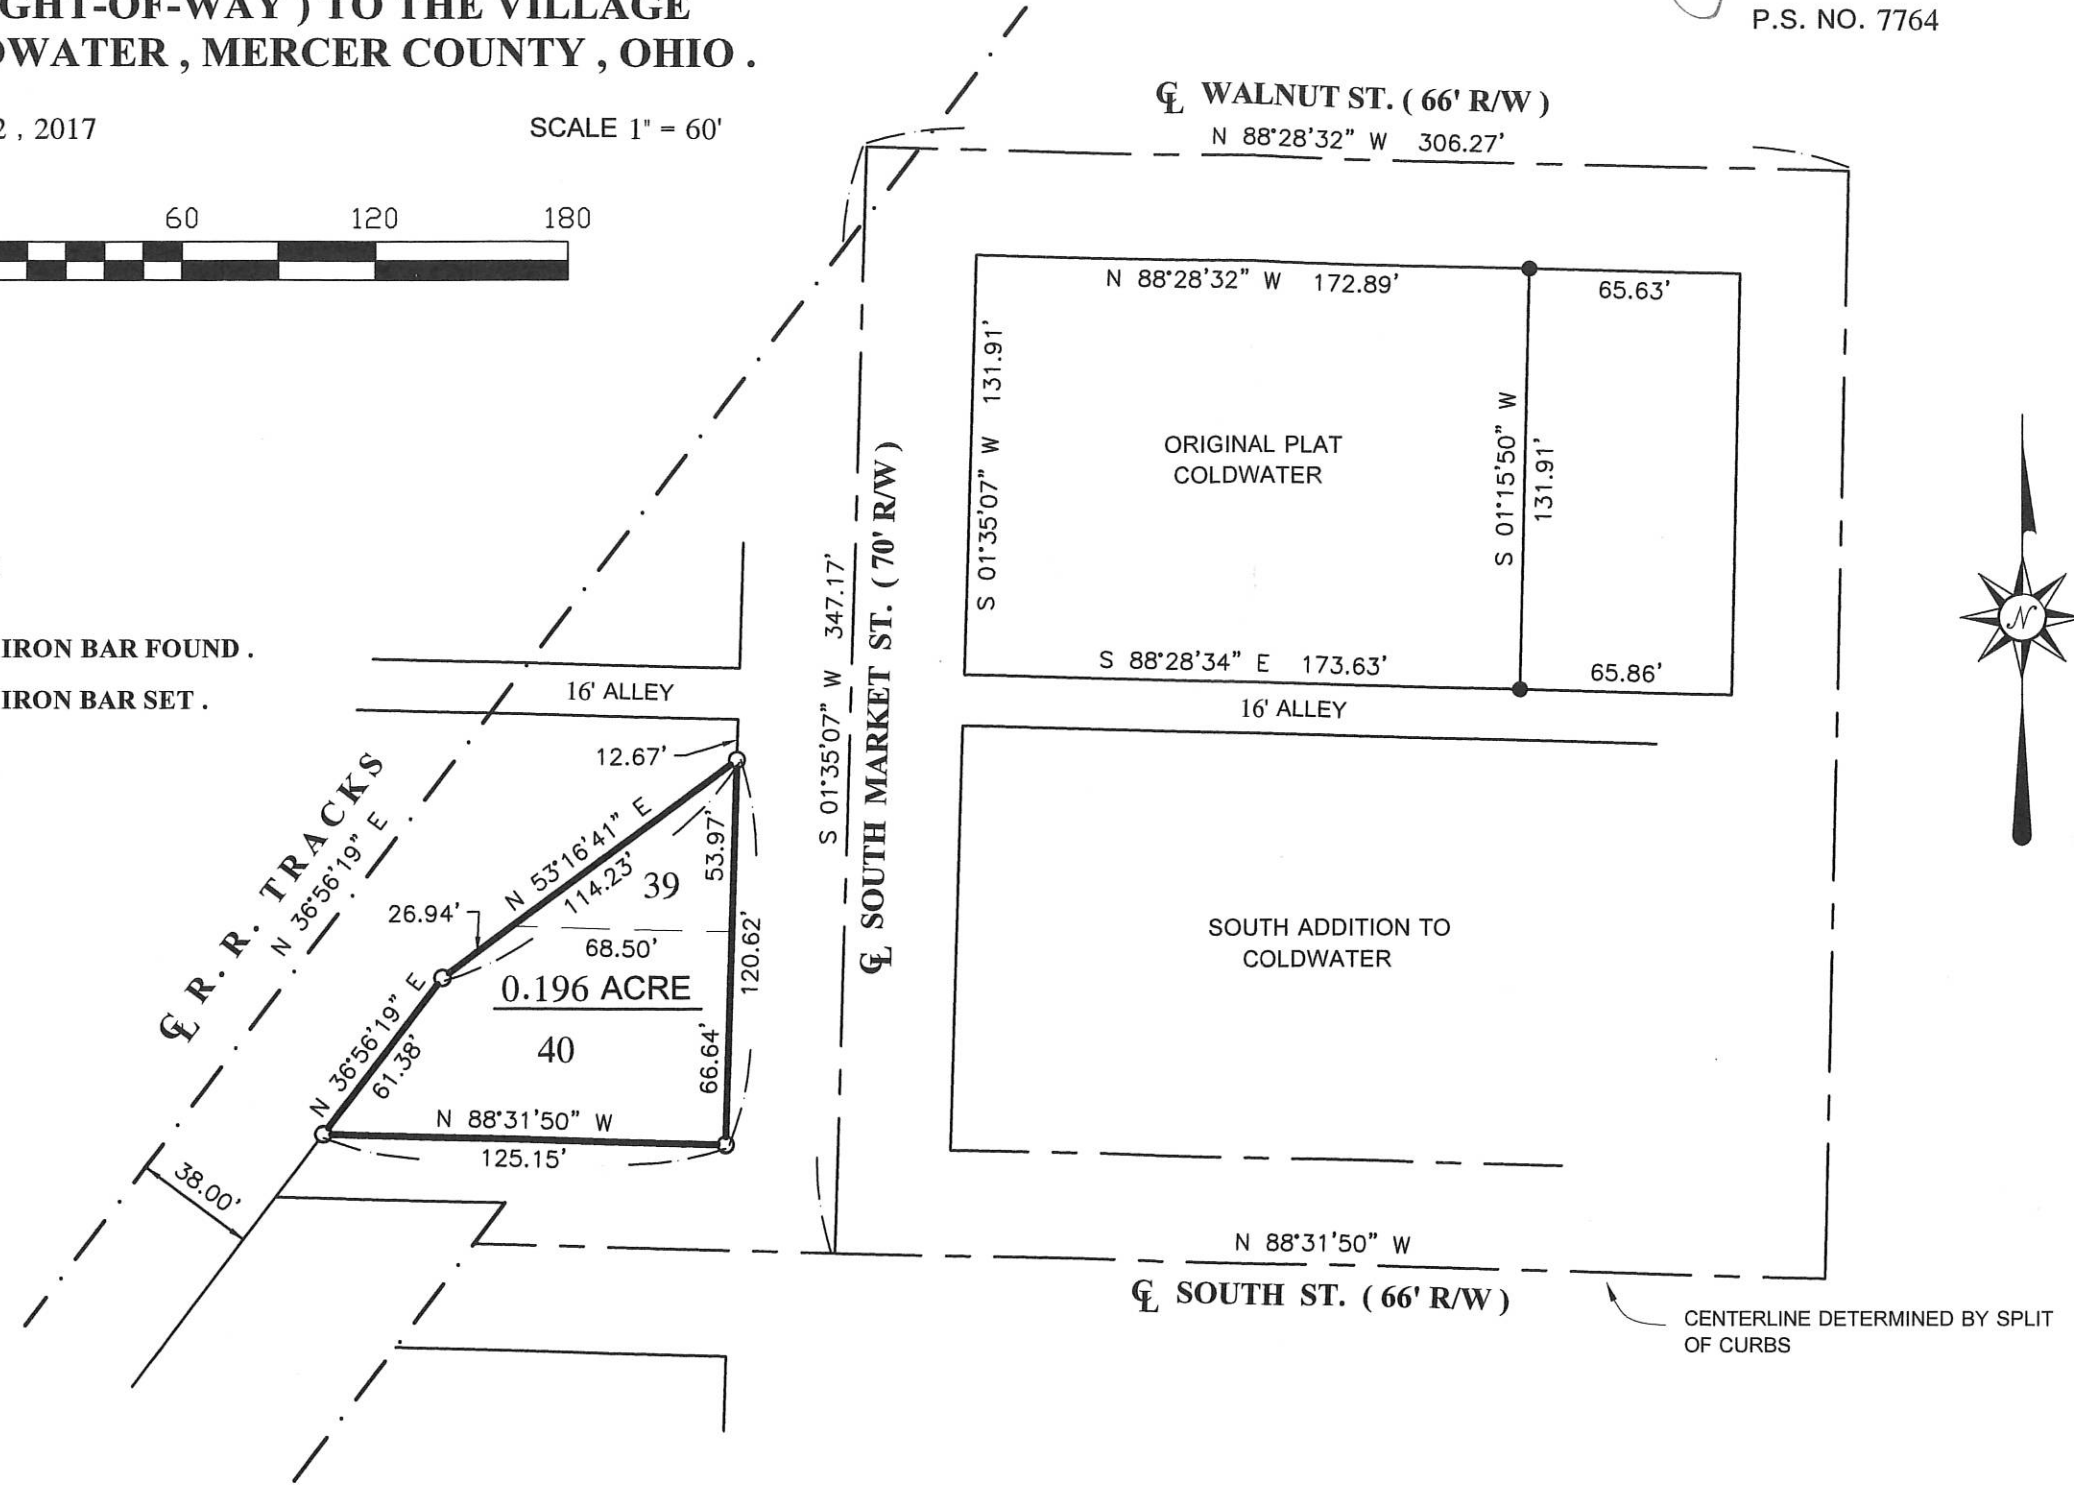 TO THE VILLAGE
MERCER COUNTY , OHIO .
, 2017
SCALE 1" = 60'
P.S. NO. 7764
60 120 180
℄ WALNUT ST. ( 66' R/W )
N 88°28'32" W 306.27'
N 88°28'32" W 172.89'
65.63'
S 01°35'07" W 131.91'
ORIGINAL PLAT
COLDWATER
S 01°15'50" W
131.91'
S 88°28'34" E 173.63'
65.86'
16' ALLEY
S 01°35'07" W 347.17'
℄ SOUTH MARKET ST. ( 70' R/W )
N
IRON BAR FOUND .
IRON BAR SET .
16' ALLEY
12.67'
℄ R. R. TRACKS
N 36°56'19" E
N 53°16'41" E
114.23'
39
53.97'
26.94'
68.50'
120.62'
0.196 ACRE
40
66.64'
N 36°56'19" E
61.38'
N 88°31'50" W
125.15'
38.00'
SOUTH ADDITION TO
COLDWATER
N 88°31'50" W
℄ SOUTH ST. ( 66' R/W )
CENTERLINE DETERMINED BY SPLIT
OF CURBS